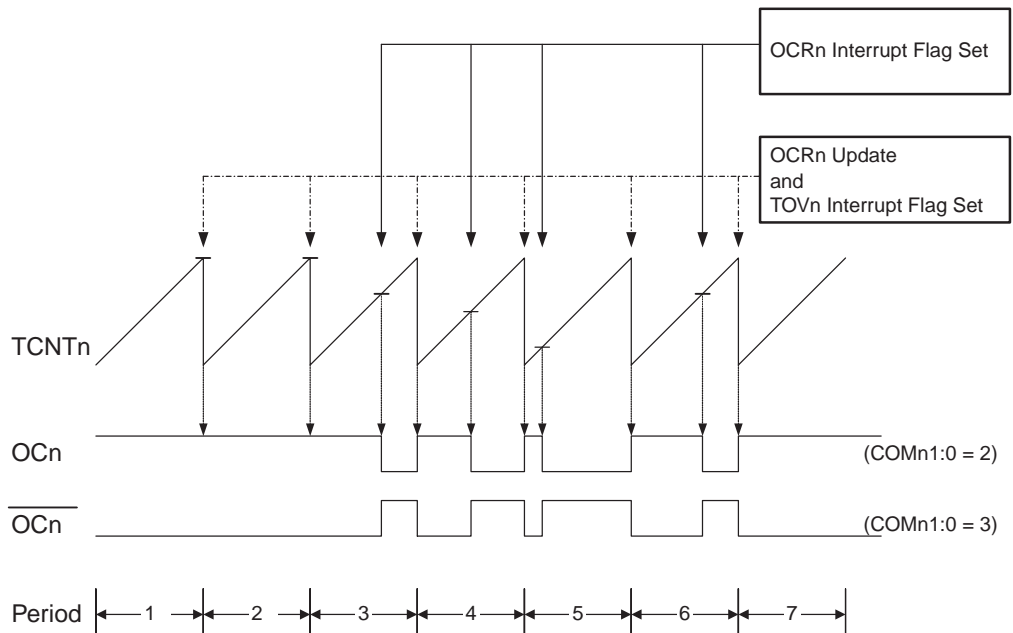 OCRn Interrupt Flag Set
OCRn Update
and
TOVn Interrupt Flag Set
TCNTn
OCn
(COMn1:0 = 2)
OCn
(COMn1:0 = 3)
Period 1 2 3 4 5 6 7